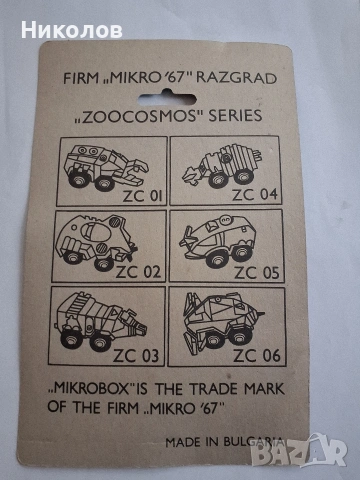 Николов
FIRM „MIKRO '67" RAZGRAD
„ZOOCOSMOS" SERIES
ZC 01
ZC 04
ZC 02
ZC 05
ZC 03
ZC 06
„MIKROBOX" IS THE TRADE MARK
OF THE FIRM „MIKRO '67"
MADE IN BULGARIA
BAZAR